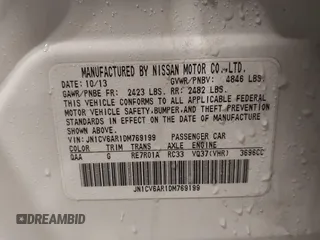 MANUFACTURED BY NISSAN MOTOR CO.,LTD.
DATE: 10/13 GVWR/PNBV: 4846 LBS.
GAWR/PNBE FR: 2423 LBS. RR: 2482 LBS.
THIS VEHICLE CONFORMS TO ALL APPLICABLE FEDERAL MOTOR
VEHICLE SAFETY,BUMPER, AND THEFT PREVENTION
STANDARDS IN EFFECT ON THE DATE OF MANUFACTURE
SHOWN ABOVE.
VIN: JN1CV6AR1DM769199 PASSENGER CAR
COLOR TRIM TRANS AXLE ENGINE
QAA G RE7R01A RC33 VQ37(VHR) 3696CC
JN1CV6AR1DM769199
DREAMBID